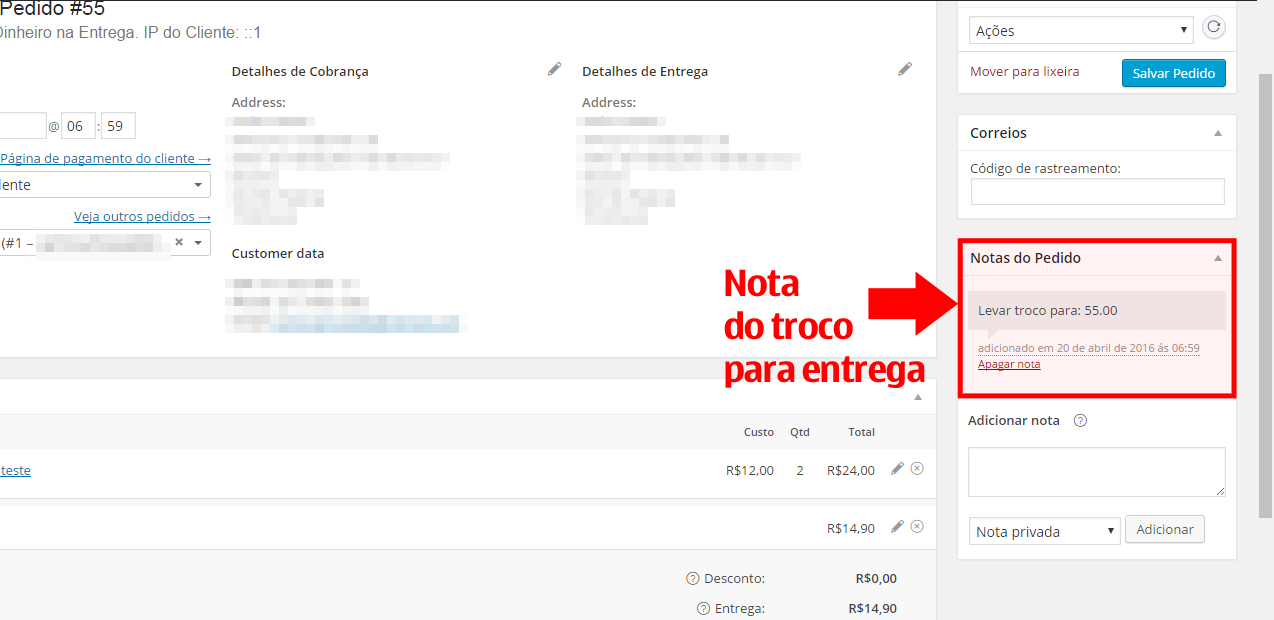 Pedido #55
Dinheiro na Entrega. IP do Cliente: ::1
@ 06 : 59
Página de pagamento do cliente →
Veja outros pedidos →
(#1 –
Detalhes de Cobrança
Address:
Customer data
Detalhes de Entrega
Address:
Nota
do troco
para entrega
Custo Qtd Total
teste R$12,00 2 R$24,00
R$14,90
Desconto: R$0,00
Entrega: R$14,90
Ações
Mover para lixeira Salvar Pedido
Correios
Código de rastreamento:
Notas do Pedido
Levar troco para: 55.00
adicionado em 20 de abril de 2016 ás 06:59
Apagar nota
Adicionar nota
Nota privada Adicionar